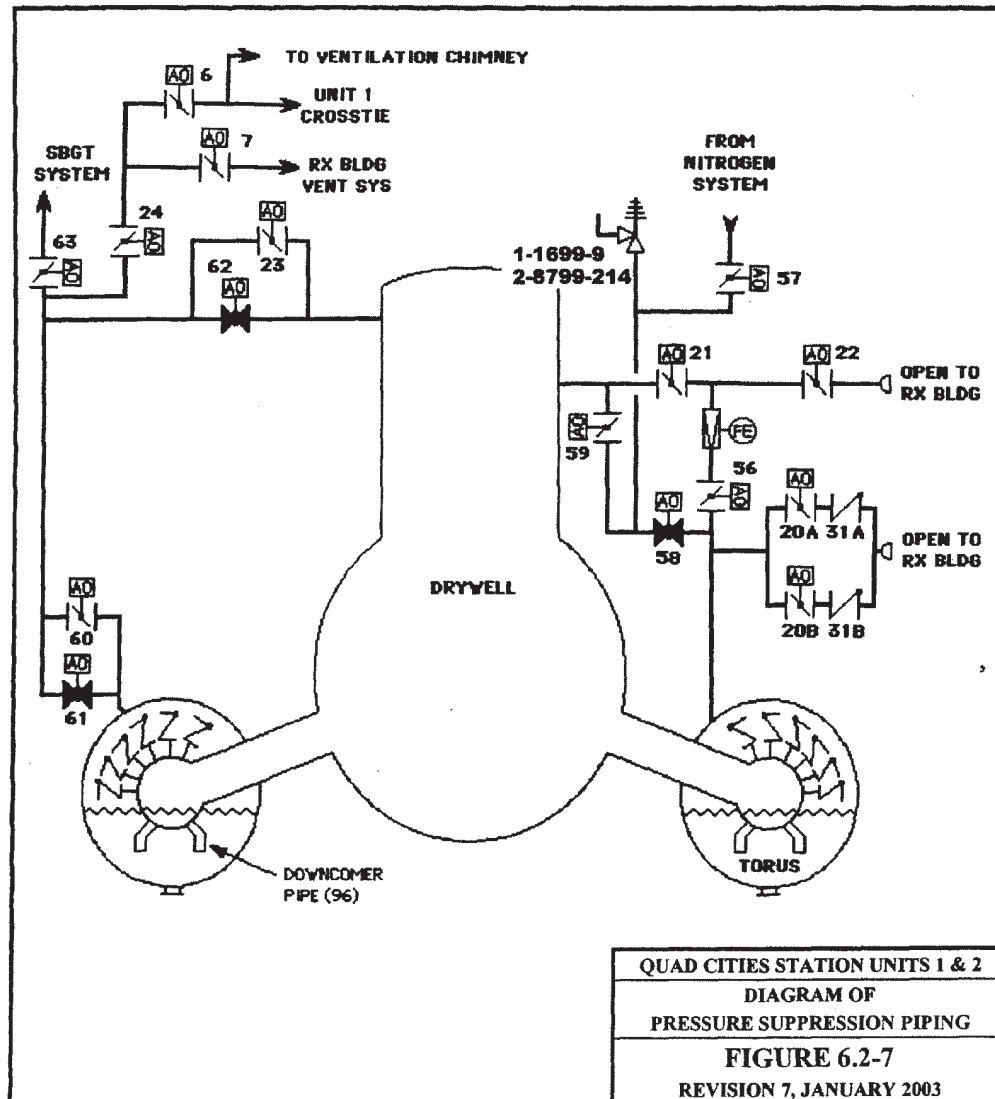 TO VENTILATION CHIMNEY
AO 6
UNIT 1
CROSSTIE
AO 7
RX BLDG
VENT SYS
SBGT
SYSTEM
FROM
NITROGEN
SYSTEM
24
AO
63
AO
AO
23
62
AO
1-1699-9
2-8799-214
AO 57
AO 21
AO 22
OPEN TO
RX BLDG
AO
59
FE
56
AO
AO
58
AO
20A 31A
OPEN TO
RX BLDG
AO
20B 31B
DRYWELL
AO
60
AO
61
DOWNCOMER
PIPE (96)
TORUS
QUAD CITIES STATION UNITS 1 & 2
DIAGRAM OF
PRESSURE SUPPRESSION PIPING
FIGURE 6.2-7
REVISION 7, JANUARY 2003